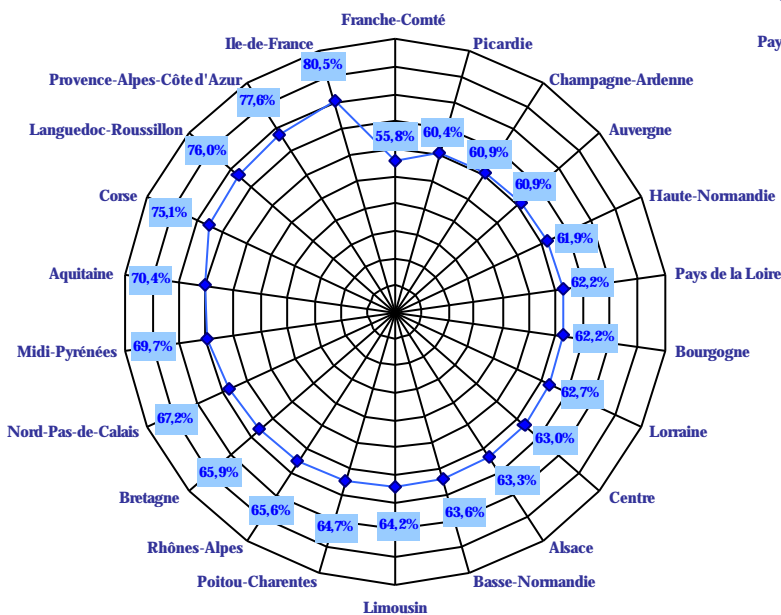 Franche-Comté
Ile-de-France
Picardie
Pay
80,5%
Provence-Alpes-Côte d'Azur
Champagne-Ardenne
77,6%
Languedoc-Roussillon
Auvergne
55,8%
60,4%
76,0%
60,9%
Corse
60,9%
Haute-Normandie
75,1%
61,9%
Aquitaine
70,4%
62,2%
Pays de la Loire
Midi-Pyrénées
69,7%
62,2%
Bourgogne
Nord-Pas-de-Calais
67,2%
62,7%
Lorraine
65,9%
63,0%
Bretagne
Centre
65,6%
63,3%
64,7%
64,2%
63,6%
Rhônes-Alpes
Alsace
Poitou-Charentes
Basse-Normandie
Limousin